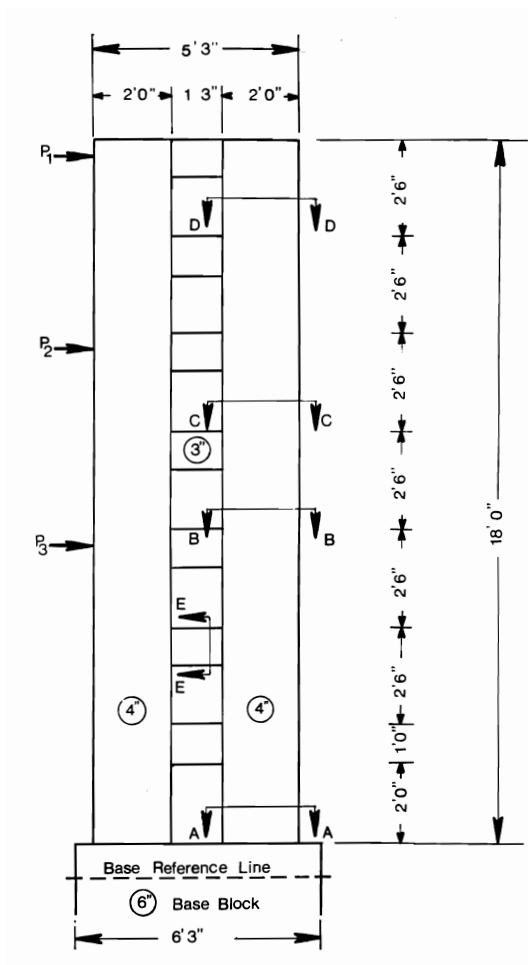 5'3"
2'0" 1 3" 2'0"
P1
D D
2'6"
2'6"
P2
2'6"
C C
3"
2'6"
B B
18'0"
P3
2'6"
E
E
2'6"
4" 4"
1'0"
2'0"
A A
Base Reference Line
6" Base Block
6'3"